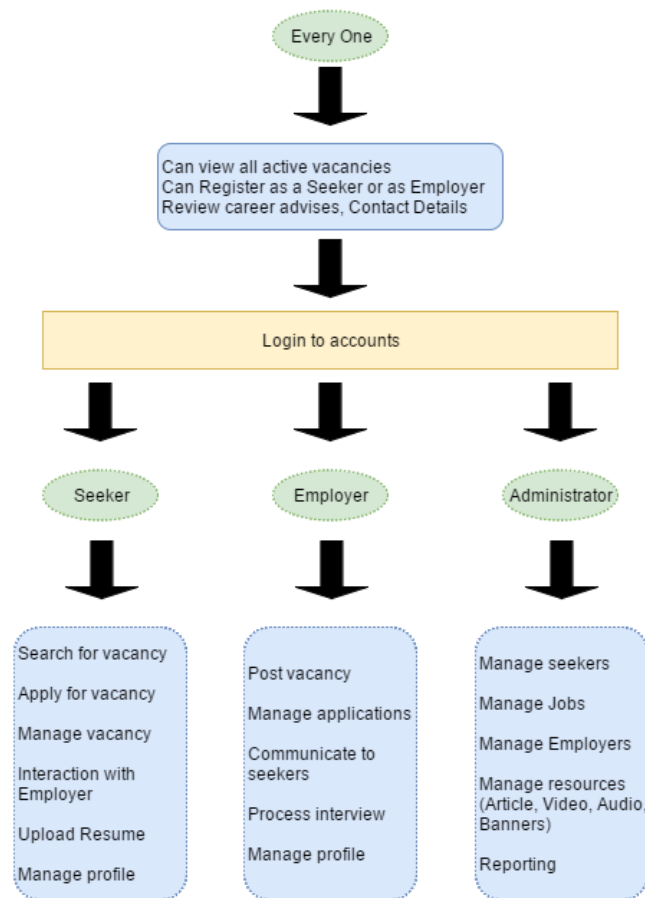 Every One
Can view all active vacancies
Can Register as a Seeker or as Employer
Review career advises, Contact Details
Login to accounts
Seeker
Employer
Administrator
Search for vacancy
Apply for vacancy
Manage vacancy
Interaction with
Employer
Upload Resume
Manage profile
Post vacancy
Manage applications
Communicate to
seekers
Process interview
Manage profile
Manage seekers
Manage Jobs
Manage Employers
Manage resources
(Article, Video, Audio,
Banners)
Reporting